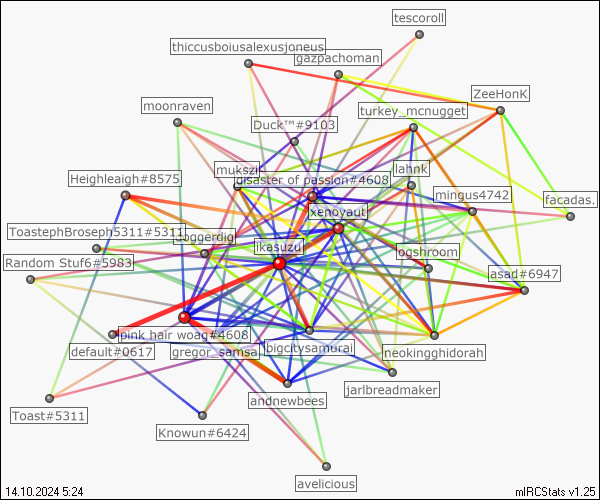 tescoroll
thiccusboiusalexusjoneus
gazpachoman
ZeeHonK
moonraven
turkey_mcnugget
Duck™#9103
mukszi
lahnk
Heighleaigh#8575
disaster of passion#4608
mingus4742
facadas.
xenoyaut
ToastephBroseph5311#5311
buggerdig
ikasuzu
ogshroom
Random Stuf6#5983
asad#6947
pink hair woag#4608
default#0617
gregor_samsa
bigcitysamurai
neokingghidorah
jarlbreadmaker
andnewbees
Toast#5311
Knowun#6424
avelicious
14.10.2024 5:24
mIRCStats v1.25